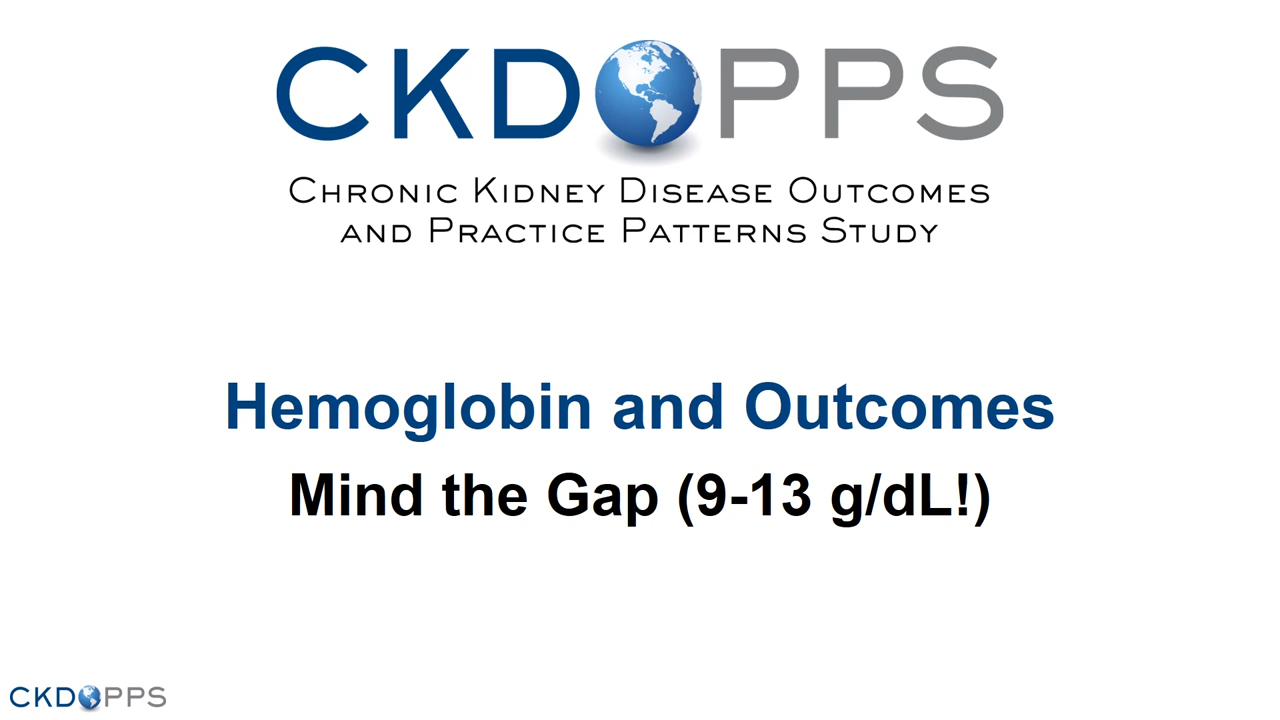 CKDOPPS
Chronic Kidney Disease Outcomes
and Practice Patterns Study
Hemoglobin and Outcomes
Mind the Gap (9-13 g/dL!)
CKDOPPS